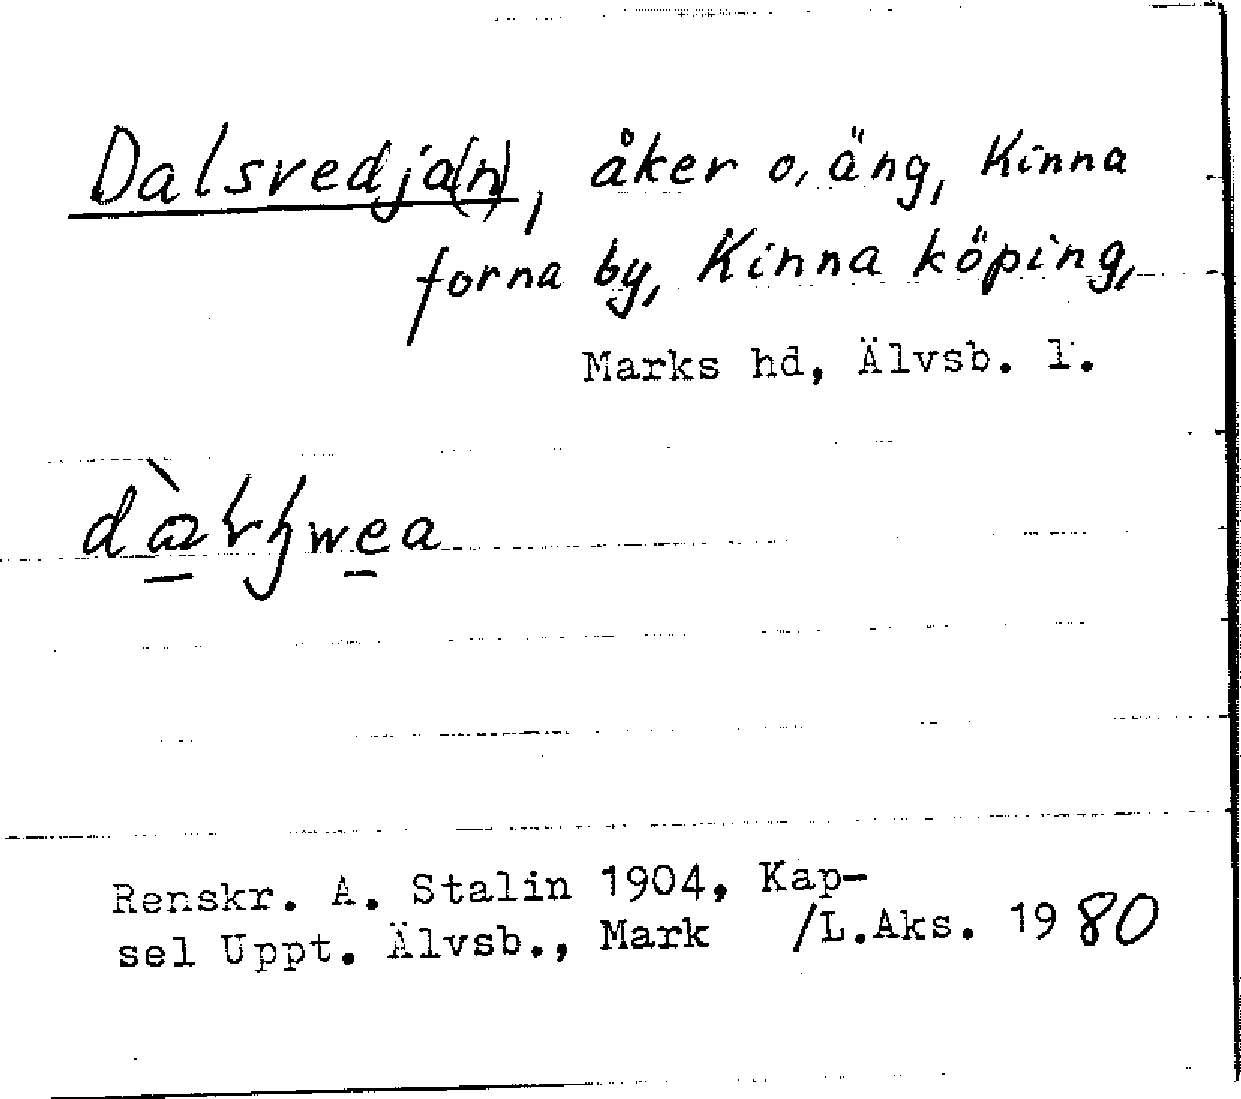 Dalsvedja(n), åker o, äng, Kinna
forna by, Kinna köping,
Marks hd, Älvsb. l.
Renskr. A. Stalin 1904, Kap-
sel Uppt. Älvsb., Mark /L.Aks. 1980